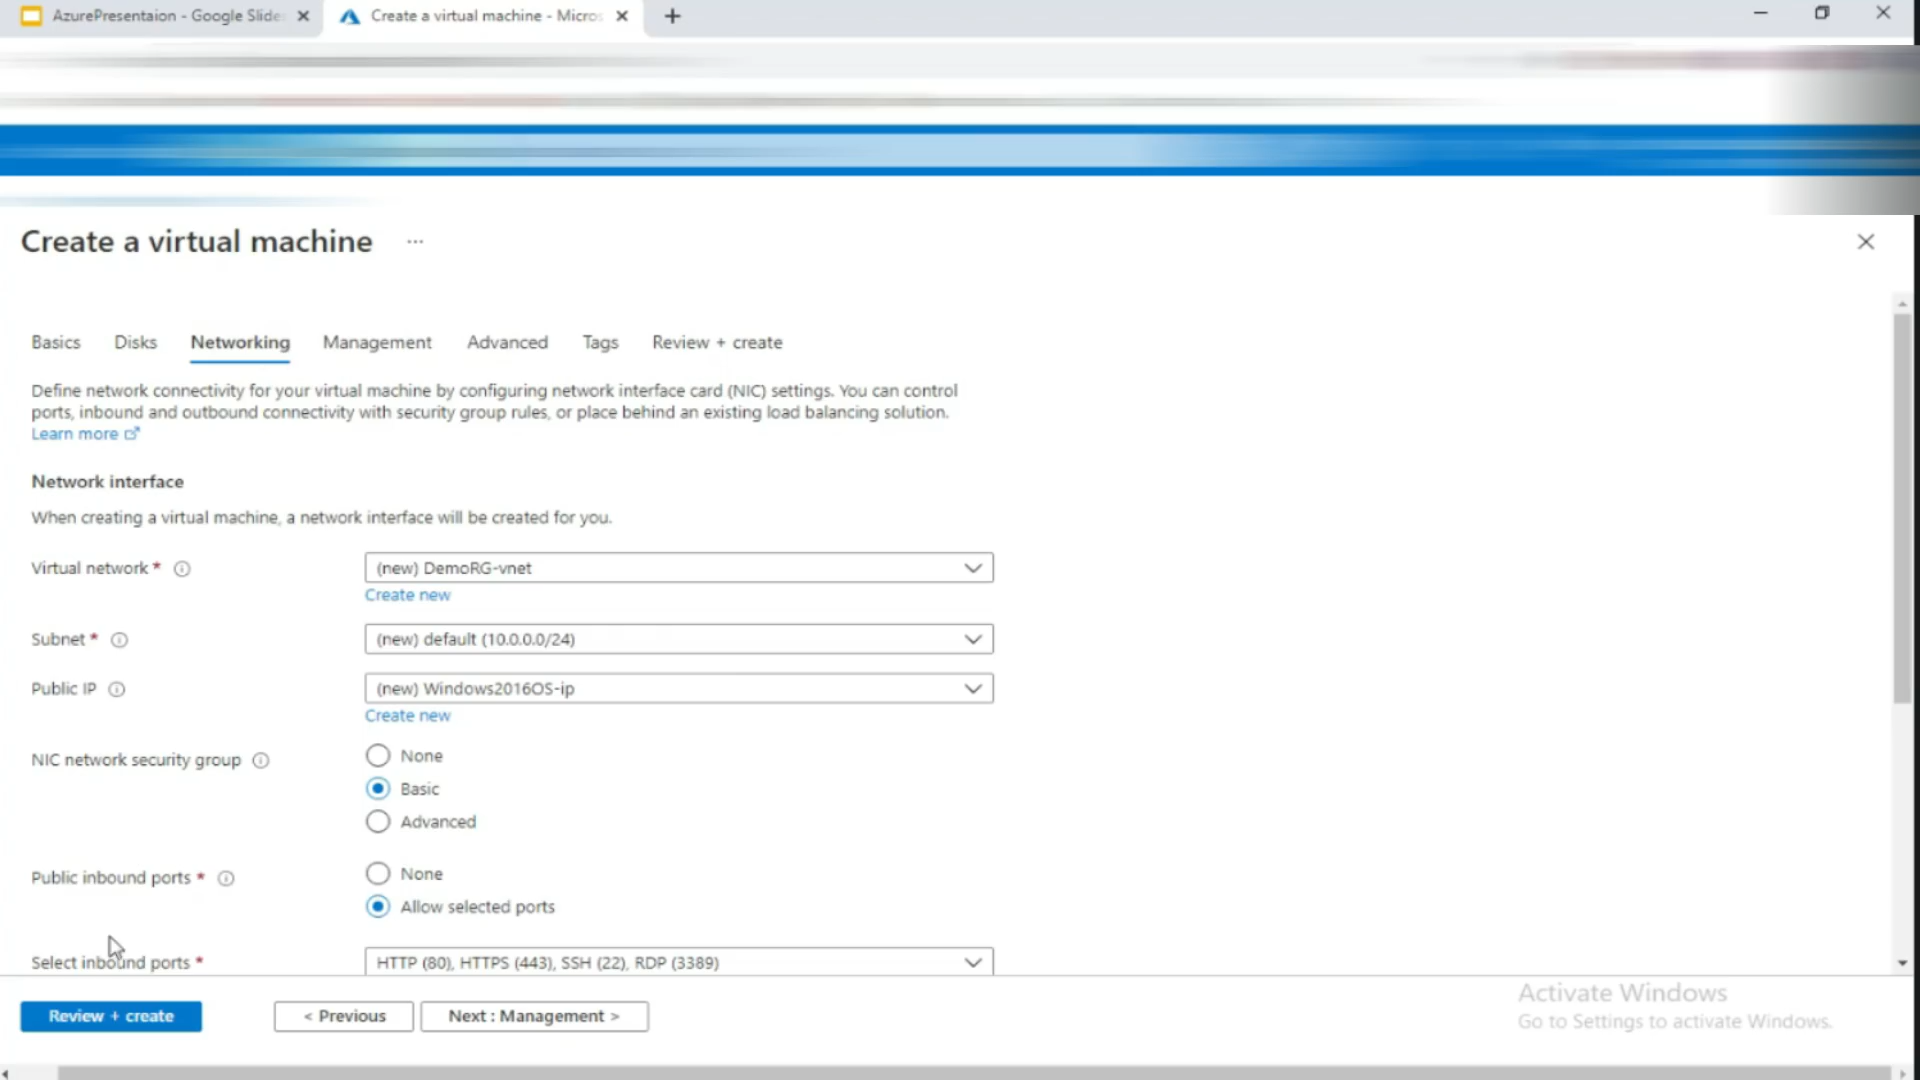 AzurePresentaion - Google Slide
Create a virtual machine - Micros
Create a virtual machine
Basics Disks Networking Management Advanced Tags Review + create
Define network connectivity for your virtual machine by configuring network interface card (NIC) settings. You can control
ports, inbound and outbound connectivity with security group rules, or place behind an existing load balancing solution.
Learn more
Network interface
When creating a virtual machine, a network interface will be created for you.
Virtual network * (new) DemoRG-vnet
Create new
Subnet * (new) default (10.0.0.0/24)
Public IP (new) Windows2016OS-ip
Create new
NIC network security group None
Basic
Advanced
Public inbound ports * None
Allow selected ports
Select inbound ports * HTTP (80), HTTPS (443), SSH (22), RDP (3389)
Review + create < Previous Next : Management >
Activate Windows
Go to Settings to activate Windows.